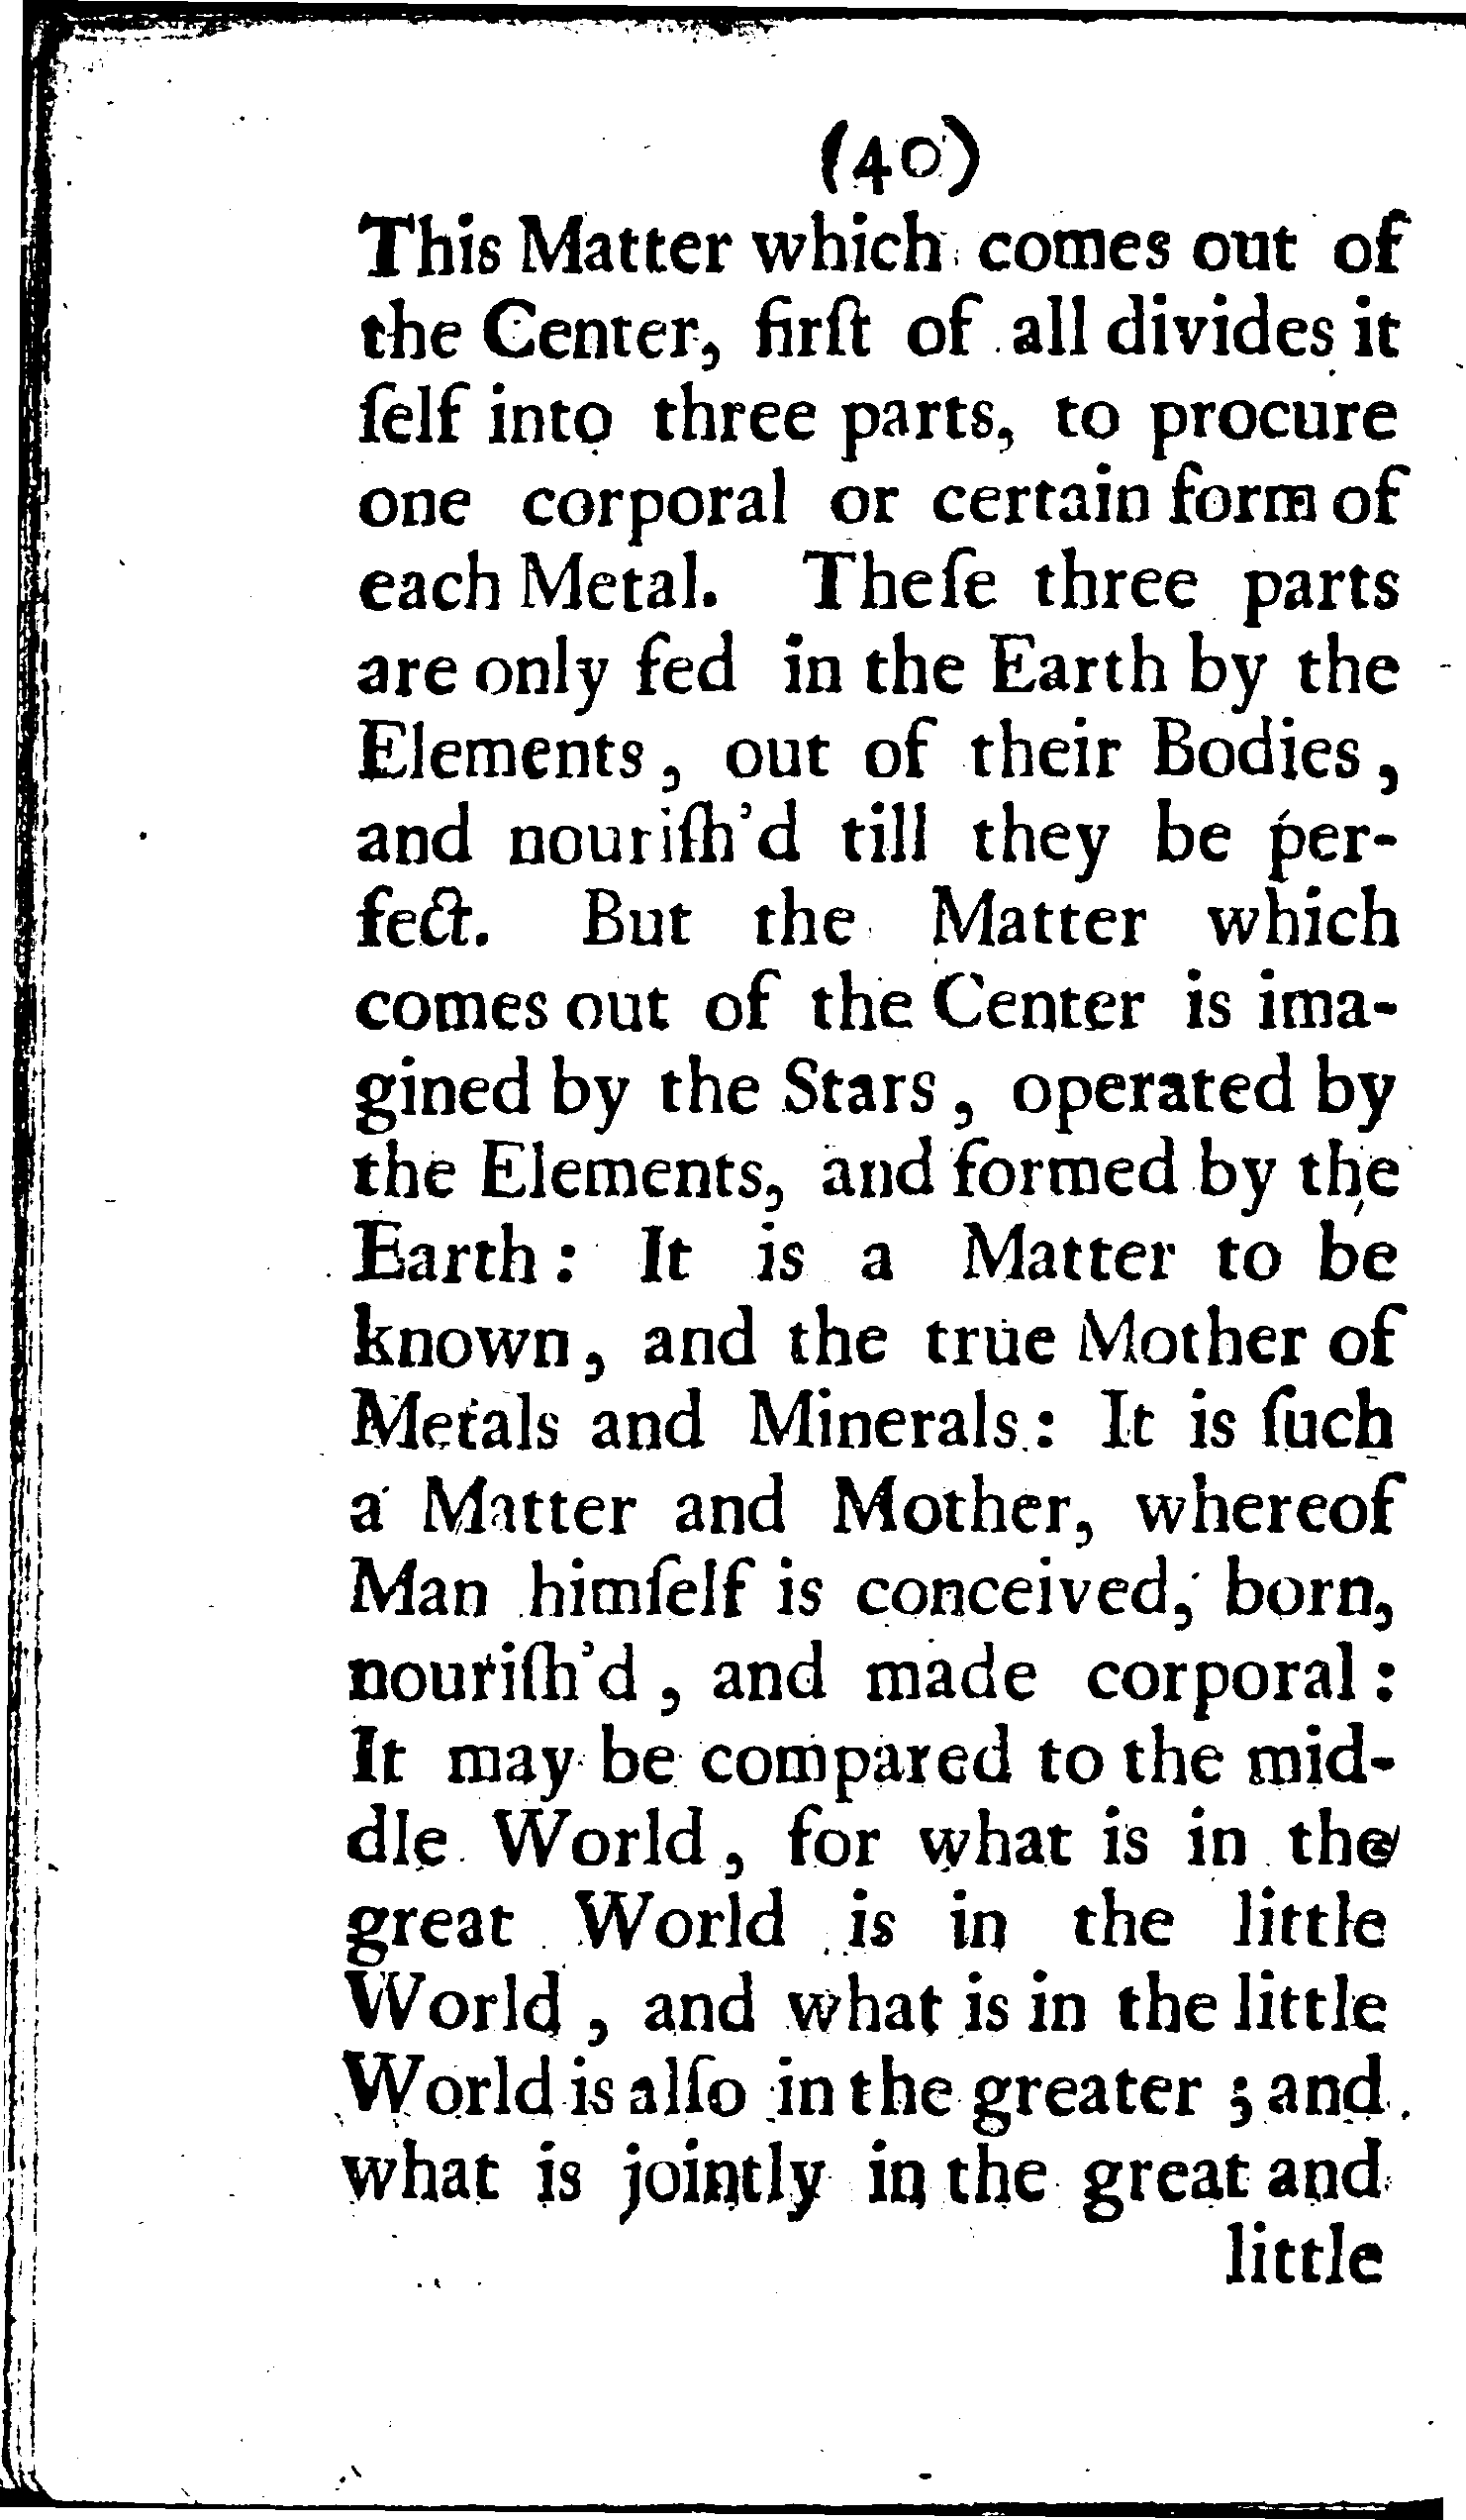 (40)
This Matter which comes out of
the Center, firſt of all divides it
ſelf into three parts, to procure
one corporal or certain form of
each Metal. Theſe three parts
are only fed in the Earth by the
Elements, out of their Bodies,
and nouriſh'd till they be per-
fect. But the Matter which
comes out of the Center is ima-
gined by the Stars, operated by
the Elements, and formed by the
Earth: It is a Matter to be
known, and the true Mother of
Metals and Minerals: It is ſuch
a Matter and Mother, whereof
Man himſelf is conceived, born,
nouriſh'd, and made corporal:
It may be compared to the mid-
dle World, for what is in the
great World is in the little
World, and what is in the little
World is alſo in the greater; and
what is jointly in the great and
little